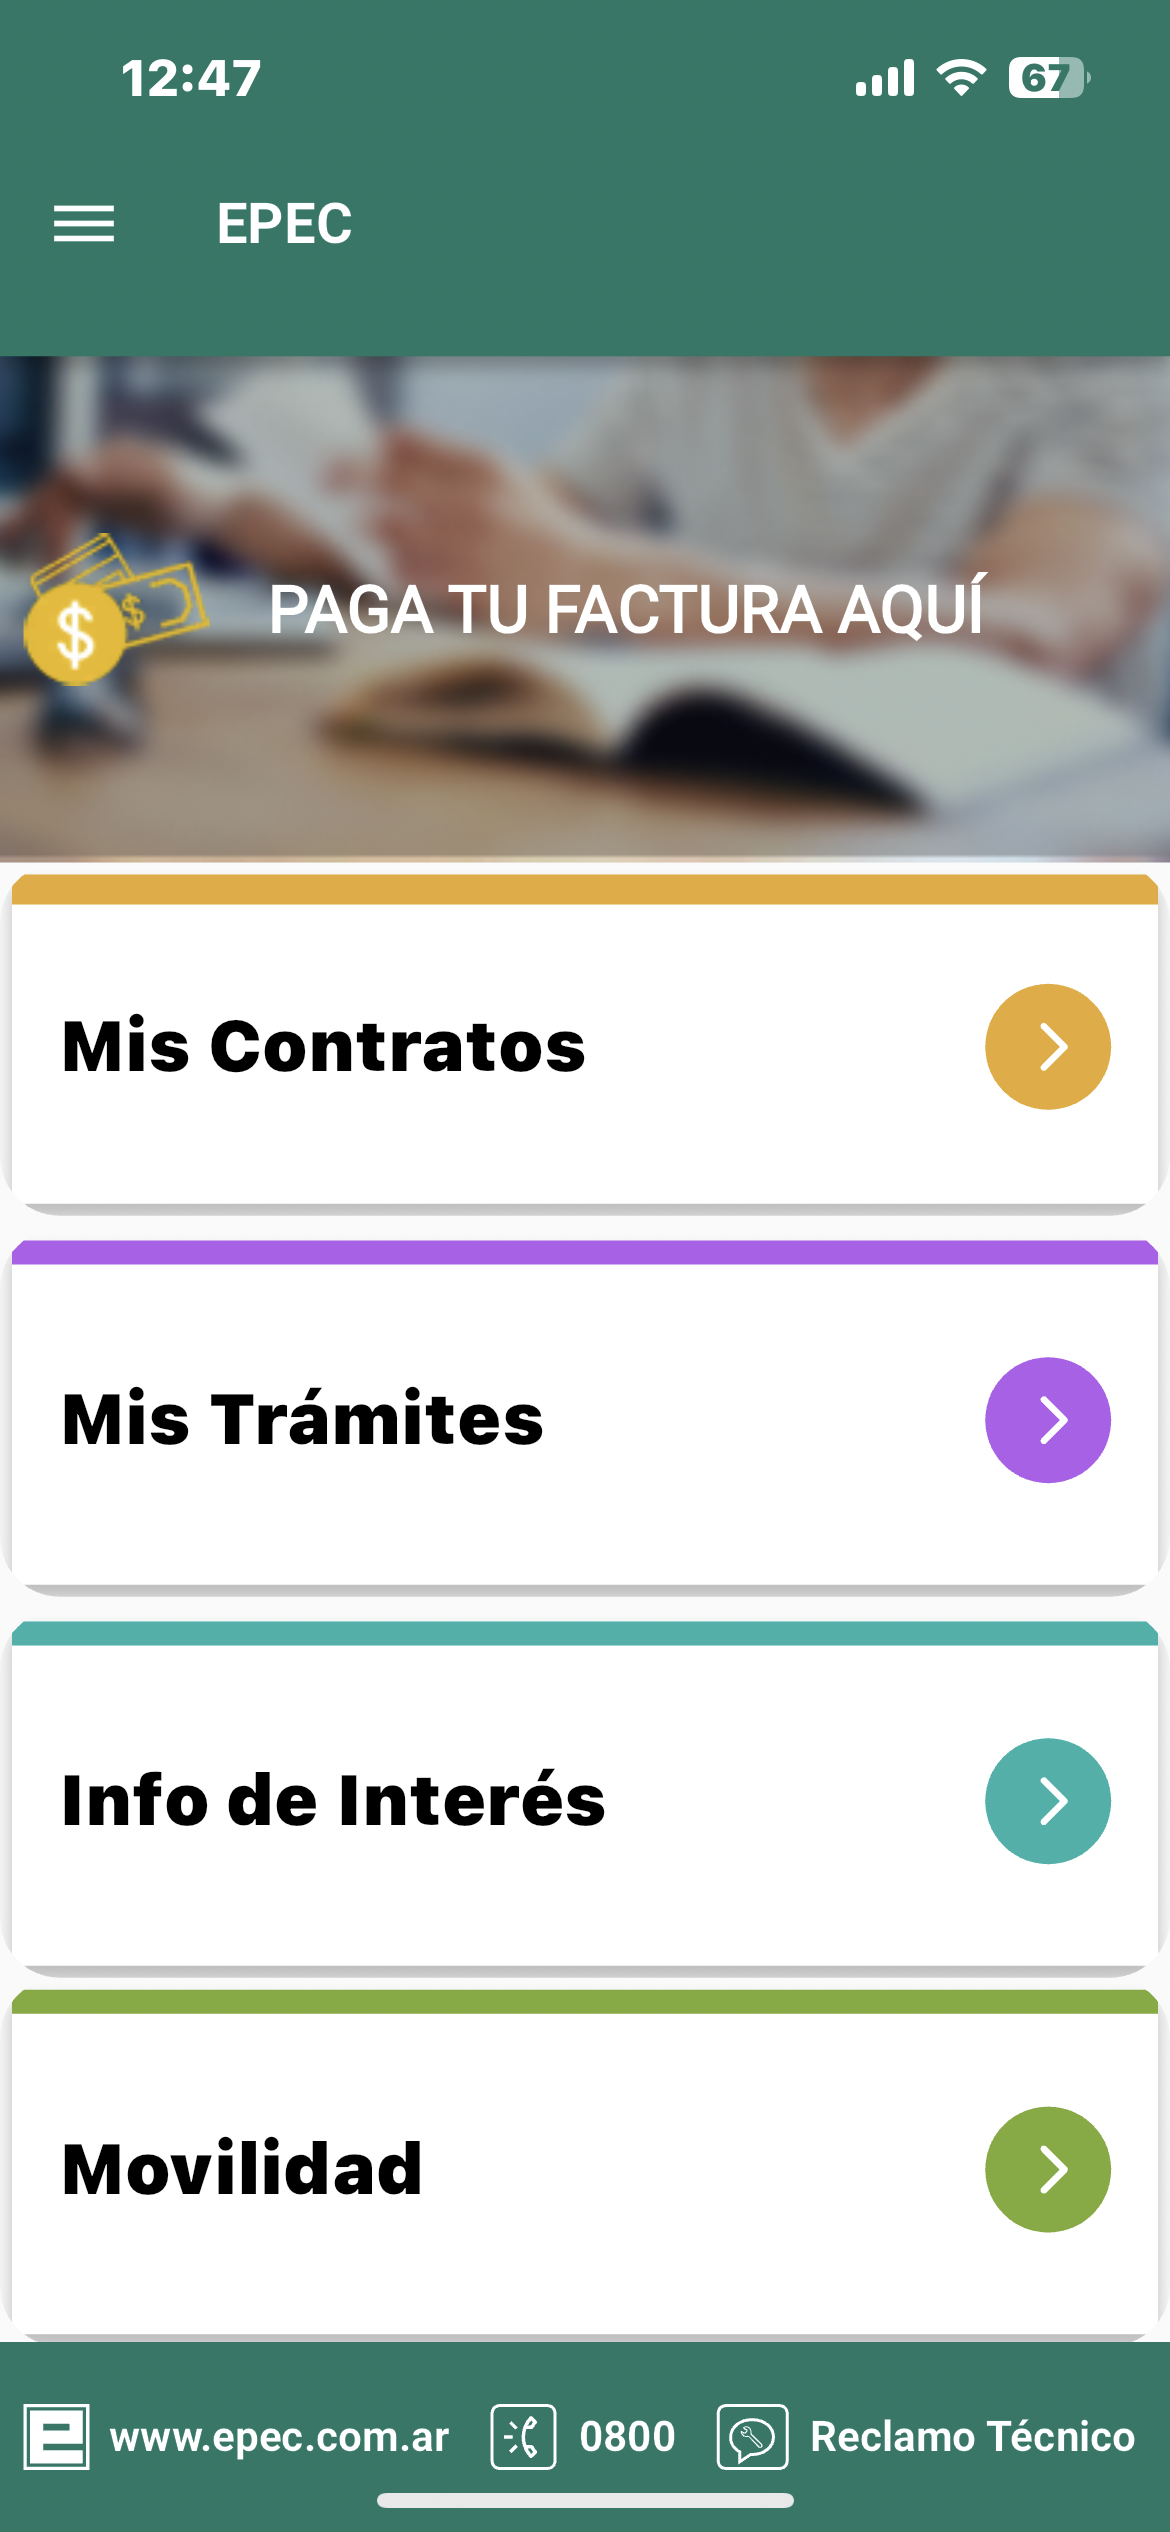 12:47
67
EPEC
$
$
PAGA TU FACTURA AQUÍ
Mis Contratos
Mis Trámites
Info de Interés
Movilidad
e www.epec.com.ar
0800
Reclamo Técnico